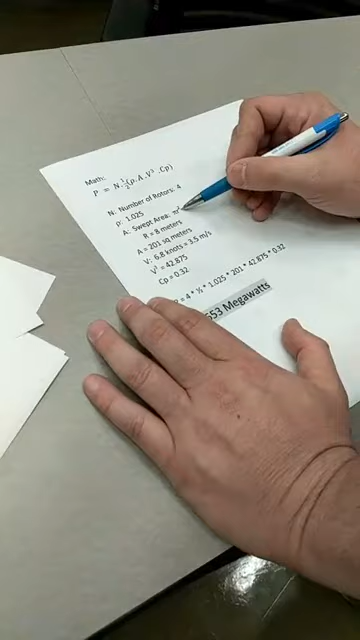 Math:
P = N·½(ρ·A·V³·Cp)
N: Number of Rotors: 4
ρ: 1.025
A: Swept Area: πr²
R = 8 meters
A = 201 sq meters
V: 6.8 knots = 3.5 m/s
V³ = 42.875
Cp = 0.32
= 4 * ½ * 1.025 * 201 * 42.875 * 0.32
Megawatts